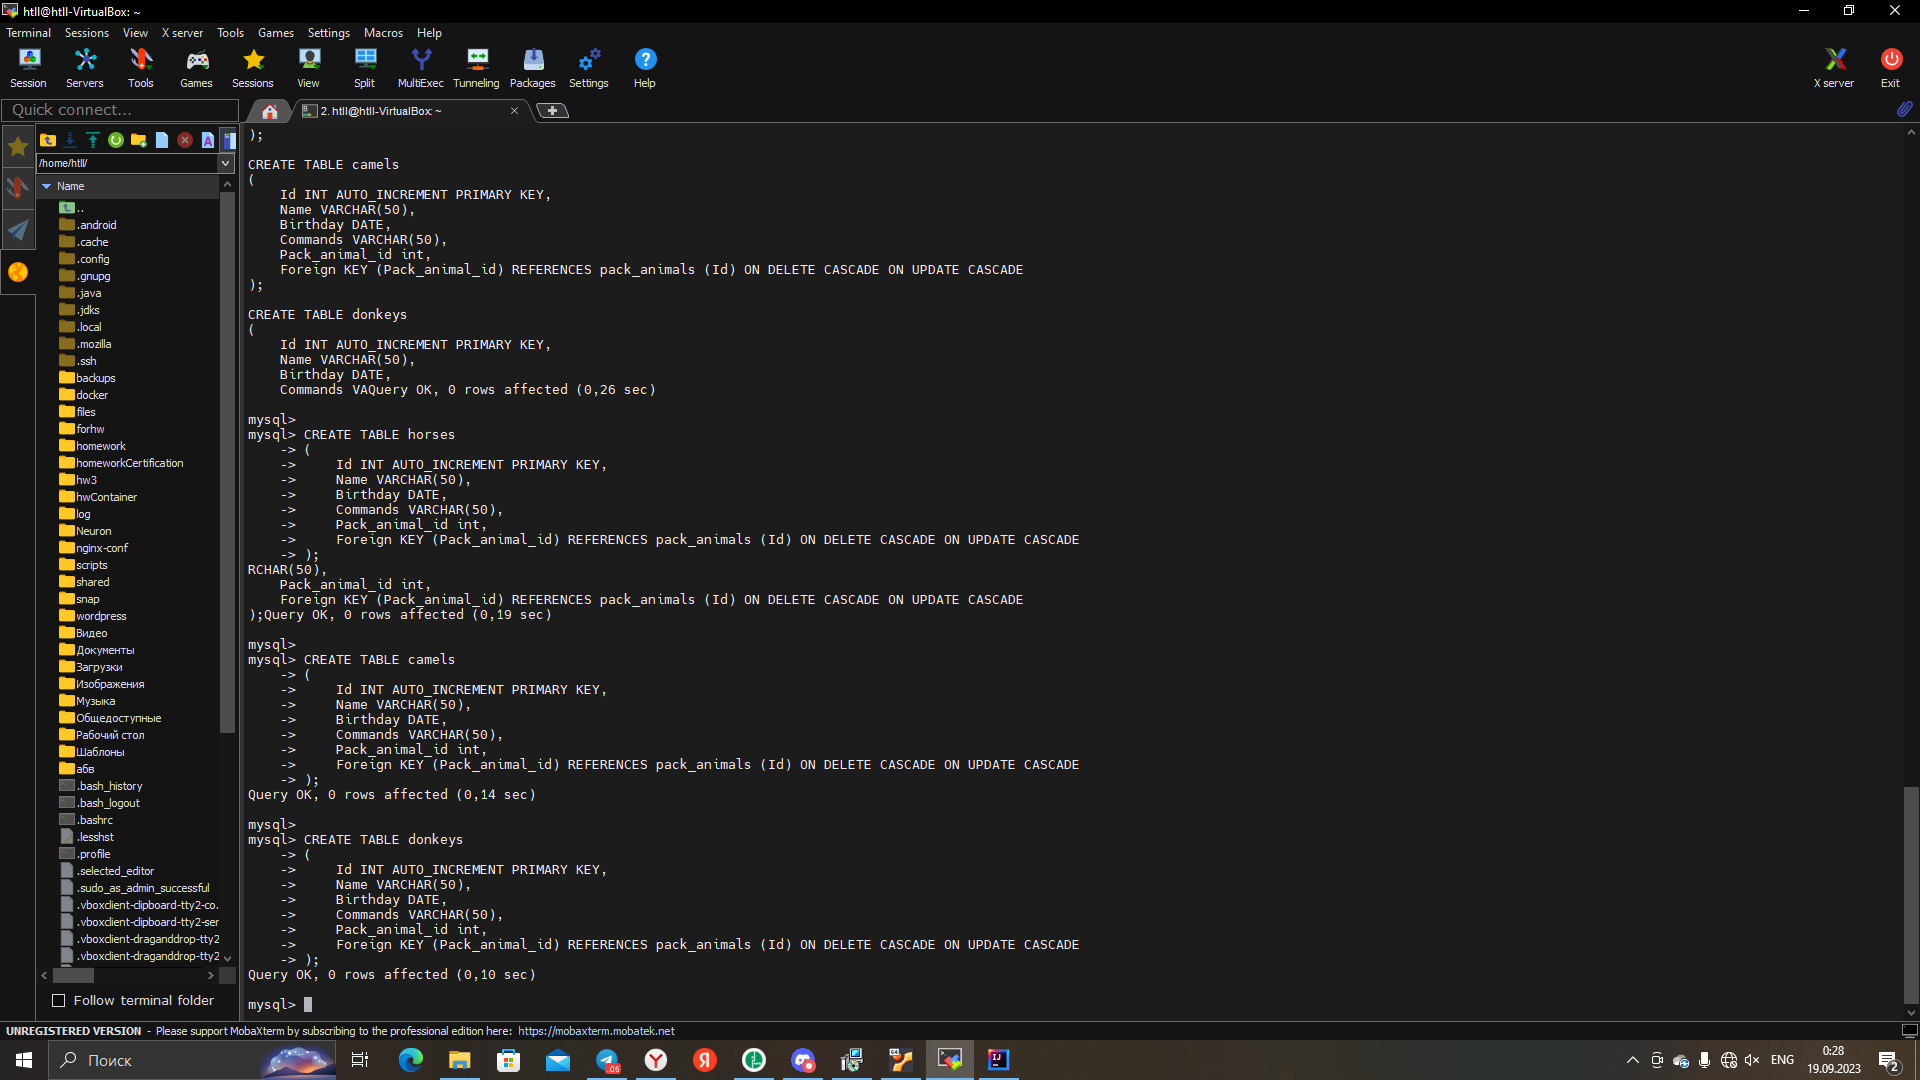 htll@htll-VirtualBox: ~
Terminal Sessions View X server Tools Games Settings Macros Help
Session Servers Tools Games Sessions View Split MultiExec Tunneling Packages Settings Help X server Exit
Quick connect...
2. htll@htll-VirtualBox: ~
/home/htll/
Name
..
.android
.cache
.config
.gnupg
.java
.jdks
.local
.mozilla
.ssh
backups
docker
files
forhw
homework
homeworkCertification
hw3
hwContainer
log
Neuron
nginx-conf
scripts
shared
snap
wordpress
Видео
Документы
Загрузки
Изображения
Музыка
Общедоступные
Рабочий стол
Шаблоны
абв
.bash_history
.bash_logout
.bashrc
.lesshst
.profile
.selected_editor
.sudo_as_admin_successful
.vboxclient-clipboard-tty2-co.
.vboxclient-clipboard-tty2-ser
.vboxclient-draganddrop-tty2
.vboxclient-draganddrop-tty2
Follow terminal folder
);
CREATE TABLE camels
(
    Id INT AUTO_INCREMENT PRIMARY KEY,
    Name VARCHAR(50),
    Birthday DATE,
    Commands VARCHAR(50),
    Pack_animal_id int,
    Foreign KEY (Pack_animal_id) REFERENCES pack_animals (Id) ON DELETE CASCADE ON UPDATE CASCADE
);
CREATE TABLE donkeys
(
    Id INT AUTO_INCREMENT PRIMARY KEY,
    Name VARCHAR(50),
    Birthday DATE,
    Commands VAQuery OK, 0 rows affected (0,26 sec)
mysql>
mysql> CREATE TABLE horses
    -> (
    ->     Id INT AUTO_INCREMENT PRIMARY KEY,
    ->     Name VARCHAR(50),
    ->     Birthday DATE,
    ->     Commands VARCHAR(50),
    ->     Pack_animal_id int,
    ->     Foreign KEY (Pack_animal_id) REFERENCES pack_animals (Id) ON DELETE CASCADE ON UPDATE CASCADE
    -> );
RCHAR(50),
    Pack_animal_id int,
    Foreign KEY (Pack_animal_id) REFERENCES pack_animals (Id) ON DELETE CASCADE ON UPDATE CASCADE
);Query OK, 0 rows affected (0,19 sec)
mysql>
mysql> CREATE TABLE camels
    -> (
    ->     Id INT AUTO_INCREMENT PRIMARY KEY,
    ->     Name VARCHAR(50),
    ->     Birthday DATE,
    ->     Commands VARCHAR(50),
    ->     Pack_animal_id int,
    ->     Foreign KEY (Pack_animal_id) REFERENCES pack_animals (Id) ON DELETE CASCADE ON UPDATE CASCADE
    -> );
Query OK, 0 rows affected (0,14 sec)
mysql>
mysql> CREATE TABLE donkeys
    -> (
    ->     Id INT AUTO_INCREMENT PRIMARY KEY,
    ->     Name VARCHAR(50),
    ->     Birthday DATE,
    ->     Commands VARCHAR(50),
    ->     Pack_animal_id int,
    ->     Foreign KEY (Pack_animal_id) REFERENCES pack_animals (Id) ON DELETE CASCADE ON UPDATE CASCADE
    -> );
Query OK, 0 rows affected (0,10 sec)
mysql>
UNREGISTERED VERSION - Please support MobaXterm by subscribing to the professional edition here: https://mobaxterm.mobatek.net
Поиск
ENG
0:28
19.09.2023
2